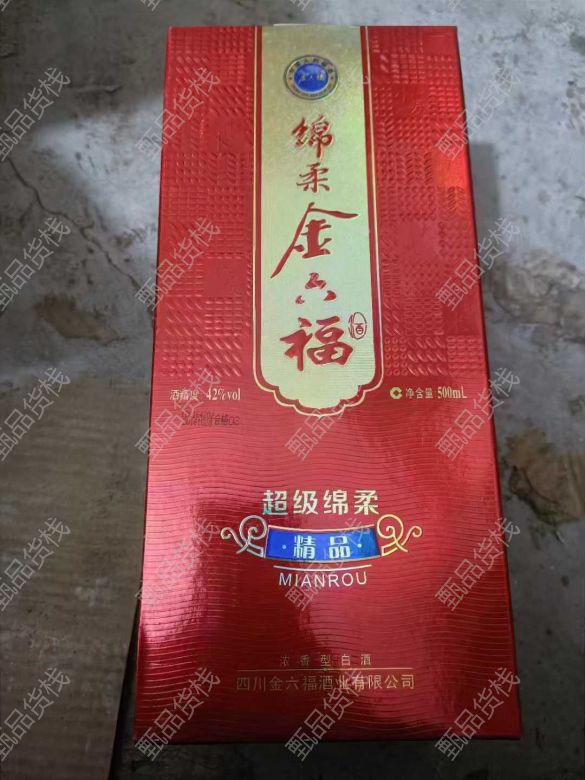 绵柔
金六福
酒
酒精度 42%vol
净含量 500mL
超级绵柔
·精品·
MIANROU
浓香型白酒
四川金六福酒业有限公司
甄品货栈